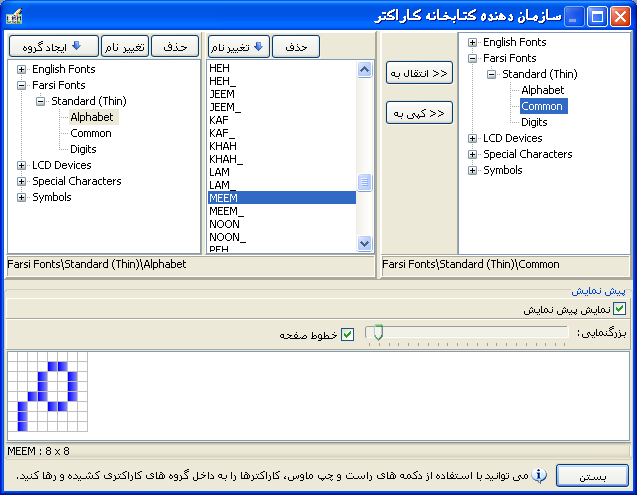 سازمان دهنده کتابخانه کاراکتر
ایجاد گروه
تغییر نام
حذف
English Fonts
Farsi Fonts
Standard (Thin)
Alphabet
Common
Digits
LCD Devices
Special Characters
Symbols
Farsi Fonts\Standard (Thin)\Alphabet
تغییر نام
حذف
HEH
HEH_
JEEM
JEEM_
KAF
KAF_
KHAH
KHAH_
LAM
LAM_
MEEM
MEEM_
NOON
NOON_
PEH
انتقال به >>
کپی به >>
English Fonts
Farsi Fonts
Standard (Thin)
Alphabet
Common
Digits
LCD Devices
Special Characters
Symbols
Farsi Fonts\Standard (Thin)\Common
پیش نمایش
نمایش پیش نمایش
بزرگنمایی:
خطوط صفحه
MEEM : 8 x 8
می توانید با استفاده از دکمه های راست و چپ ماوس، کاراکترها را به داخل گروه های کاراکتری کشیده و رها کنید.
بستن